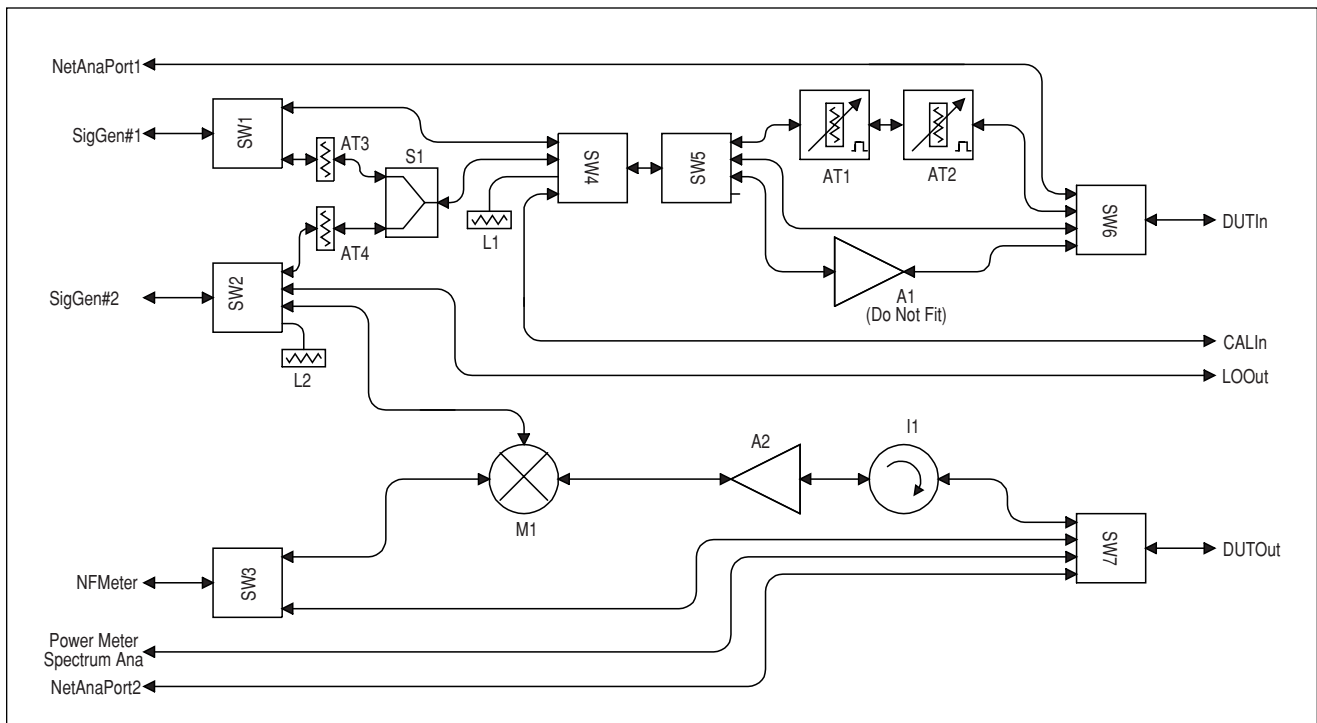 NetAnaPort1
SigGen#1
SW1
AT3
S1
AT4
SW2
SigGen#2
L2
L1
SW4
SW5
AT1
AT2
SW6
DUTIn
A1
(Do Not Fit)
CALIn
LOOut
M1
A2
I1
SW7
DUTOut
NFMeter
SW3
Power Meter
Spectrum Ana
NetAnaPort2